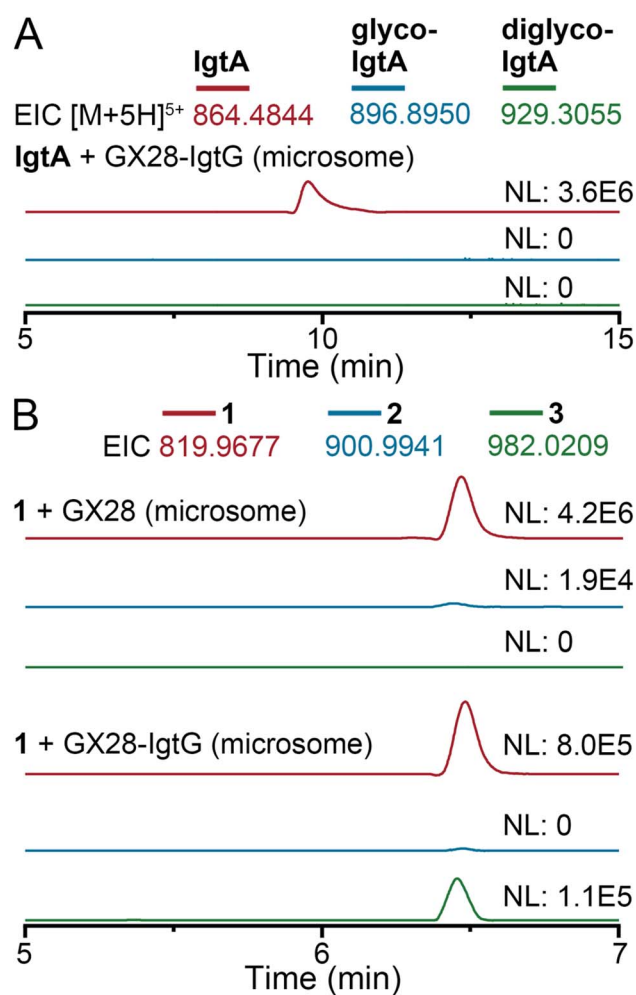 A
IgtA
glyco-
IgtA
diglyco-
IgtA
EIC [M+5H]⁵⁺ 864.4844 896.8950 929.3055
IgtA + GX28-IgtG (microsome)
NL: 3.6E6
NL: 0
NL: 0
5 10 15
Time (min)
B
1 2 3
EIC 819.9677 900.9941 982.0209
1 + GX28 (microsome)
NL: 4.2E6
NL: 1.9E4
NL: 0
1 + GX28-IgtG (microsome)
NL: 8.0E5
NL: 0
NL: 1.1E5
5 6 7
Time (min)